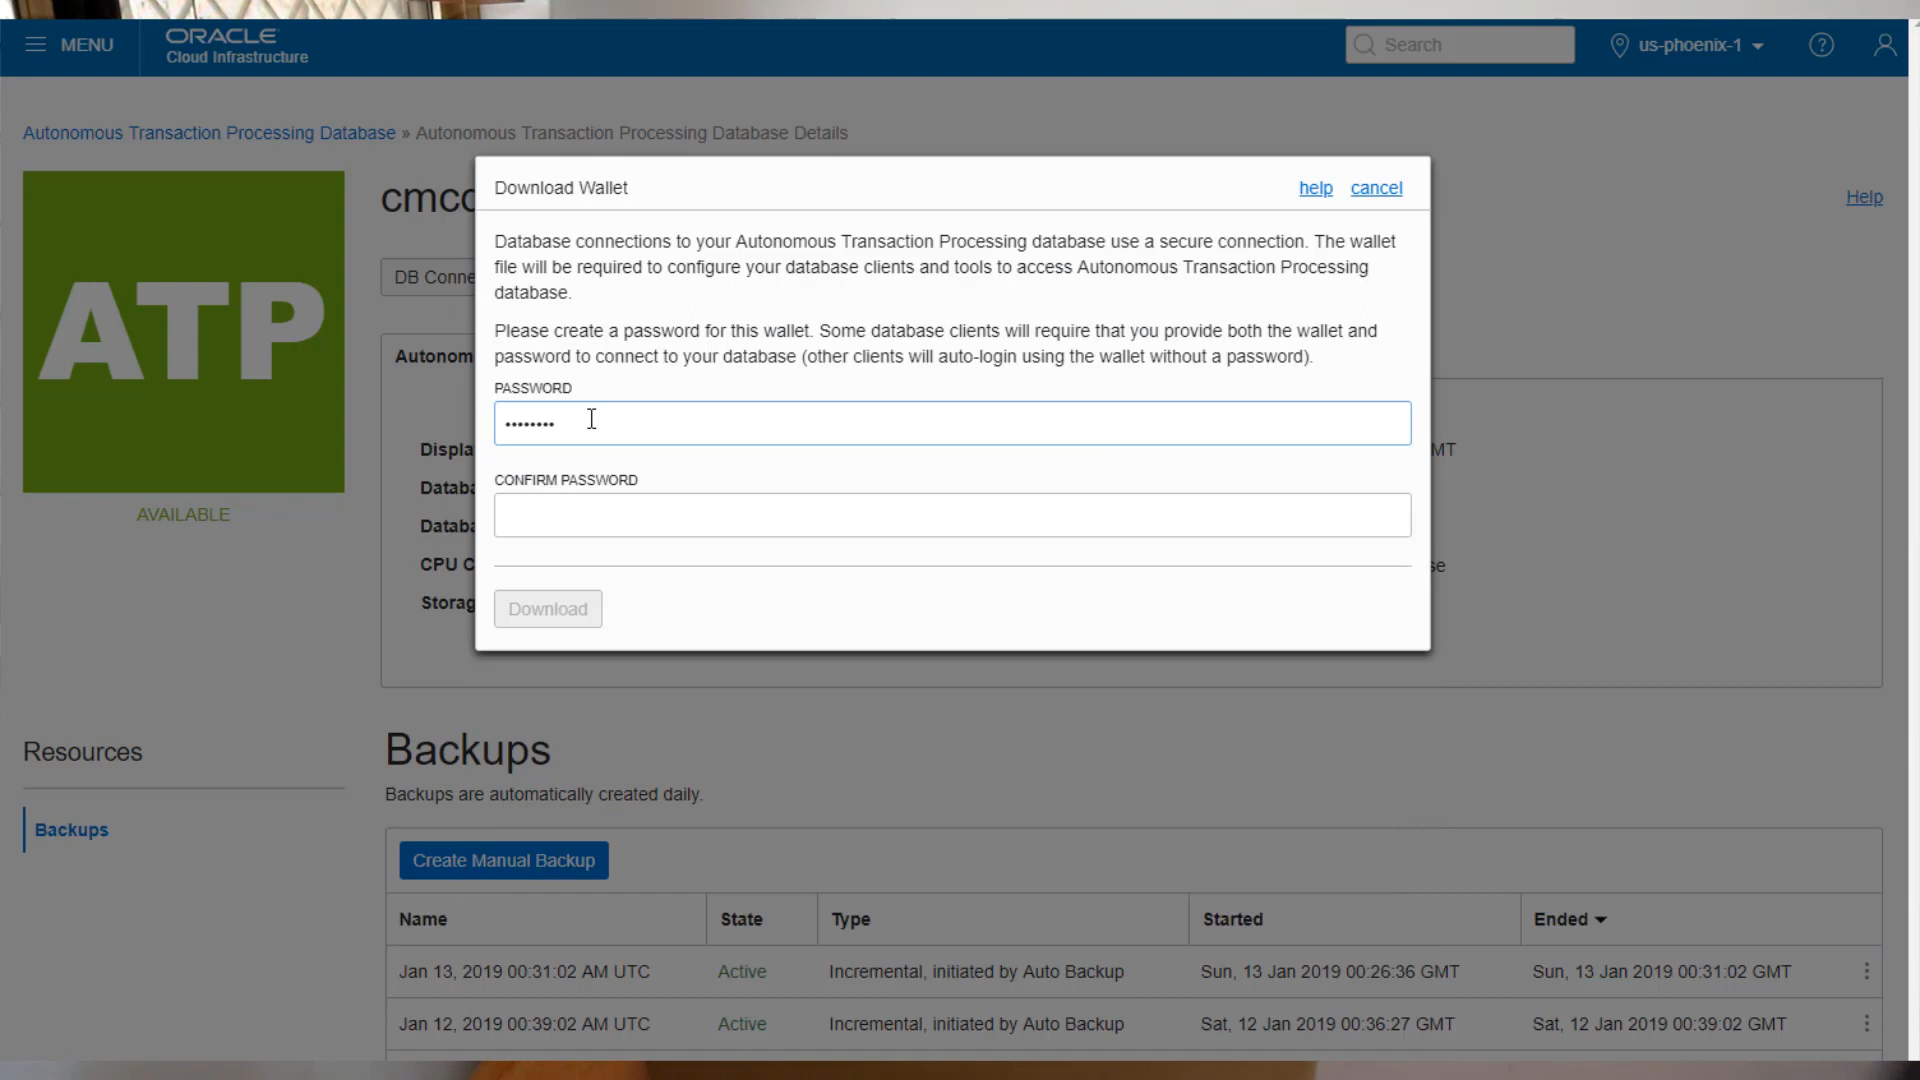 MENU
ORACLE
Cloud Infrastructure
Search
us-phoenix-1
Autonomous Transaction Processing Database » Autonomous Transaction Processing Database Details
ATP
AVAILABLE
cmcd
Help
DB Conne
Autonom
Displa
MT
Databa
Databa
CPU C
se
Storag
Download Wallet
help
cancel
Database connections to your Autonomous Transaction Processing database use a secure connection. The wallet
file will be required to configure your database clients and tools to access Autonomous Transaction Processing
database.
Please create a password for this wallet. Some database clients will require that you provide both the wallet and
password to connect to your database (other clients will auto-login using the wallet without a password).
PASSWORD
••••••••
CONFIRM PASSWORD
Download
Resources
Backups
Backups
Backups are automatically created daily.
Create Manual Backup
Name State Type Started Ended
Jan 13, 2019 00:31:02 AM UTC Active Incremental, initiated by Auto Backup Sun, 13 Jan 2019 00:26:36 GMT Sun, 13 Jan 2019 00:31:02 GMT
Jan 12, 2019 00:39:02 AM UTC Active Incremental, initiated by Auto Backup Sat, 12 Jan 2019 00:36:27 GMT Sat, 12 Jan 2019 00:39:02 GMT